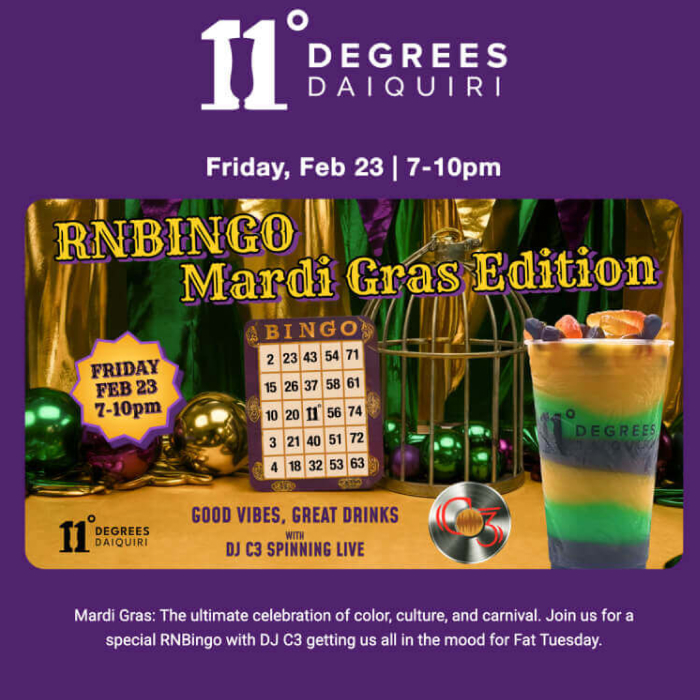 11°
DEGREES
DAIQUIRI
Friday, Feb 23 | 7-10pm
RNBINGO
Mardi Gras Edition
FRIDAY
FEB 23
7-10pm
BINGO
2 23 43 54 71
15 26 37 58 61
10 20 11° 56 74
3 21 40 51 72
4 18 32 53 63
11°
DEGREES
GOOD VIBES, GREAT DRINKS
WITH
DJ C3 SPINNING LIVE
C3
11° DEGREES
DAIQUIRI
Mardi Gras: The ultimate celebration of color, culture, and carnival. Join us for a
special RNBingo with DJ C3 getting us all in the mood for Fat Tuesday.